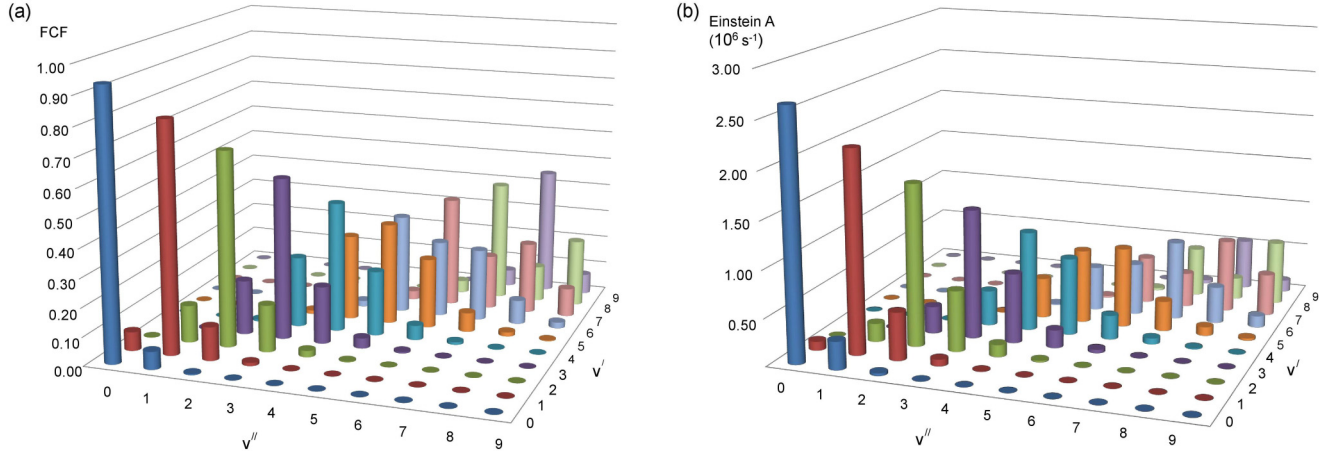 (a)
FCF
1.00
0.90
0.80
0.70
0.60
0.50
0.40
0.30
0.20
0.10
0.00
0 1 2 3 4 5 6 7 8 9
v//
0 1 2 3 4 5 6 7 8 9
v/
(b)
Einstein A
(10⁶ s⁻¹)
3.00
2.50
2.00
1.50
1.00
0.50
0 1 2 3 4 5 6 7 8 9
v//
0 1 2 3 4 5 6 7 8 9
v/